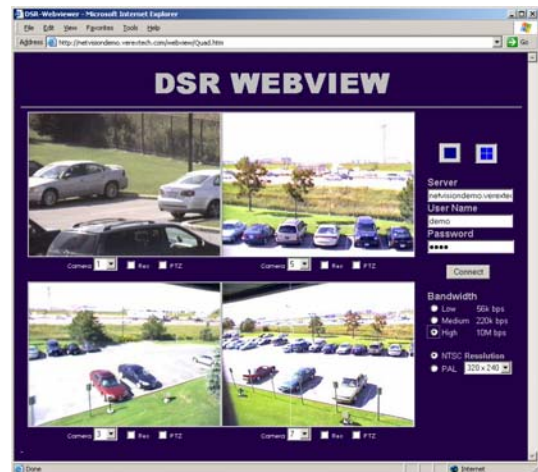 DSR-Webviewer - Microsoft Internet Explorer
File Edit View Favorites Tools Help
Address http://netvisiondemo.verextech.com/webview/Quad.htm Go
DSR WEBVIEW
Server
netvisiondemo.verextec
User Name
demo
Password
••••
Connect
Camera 1 Rec PTZ
Camera 5 Rec PTZ
Bandwidth
Low 56k bps
Medium 220k bps
High 10M bps
NTSC Resolution
PAL 320 x 240
Camera 3 Rec PTZ
Camera 7 Rec PTZ
Done
Internet